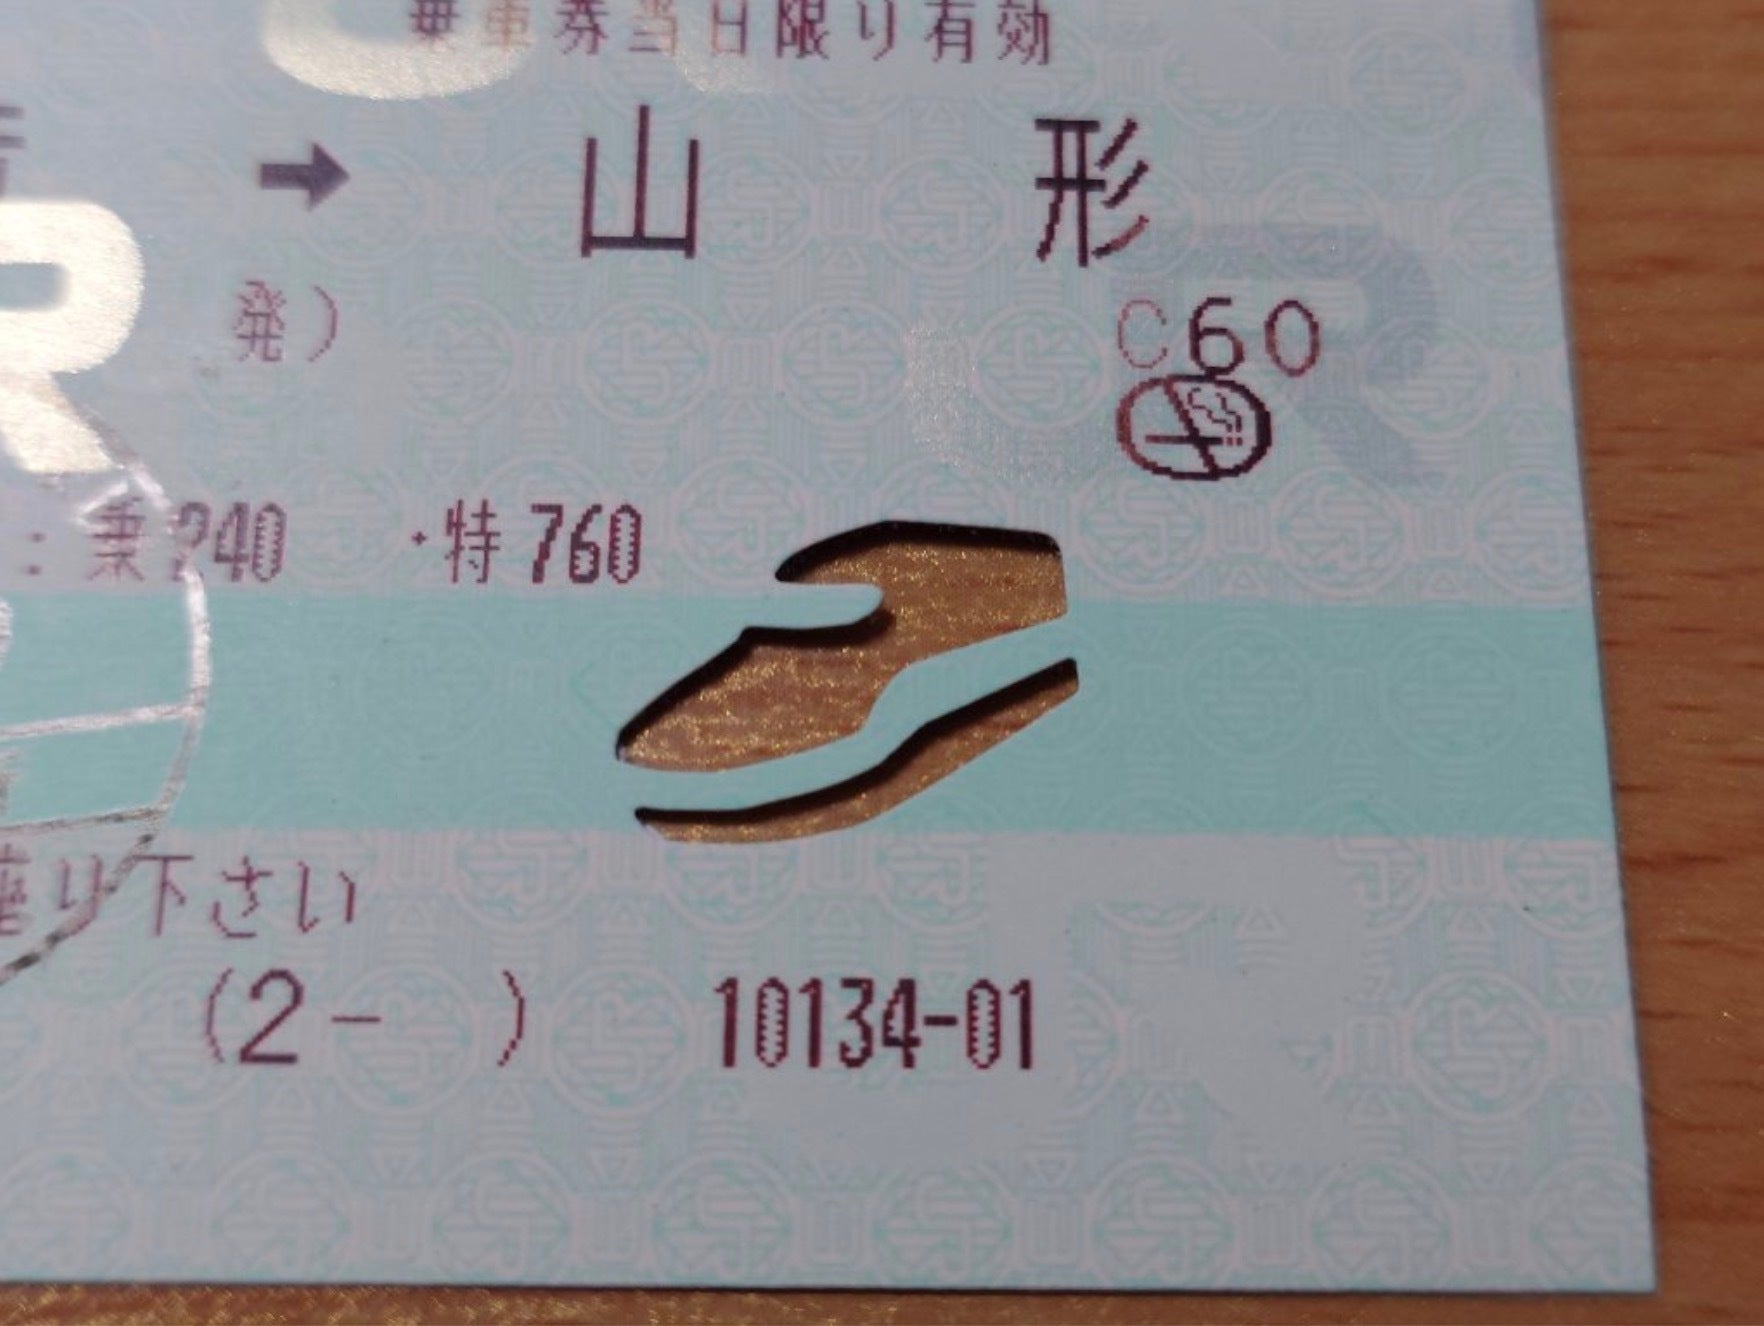 乗車券当日限り有効
→ 山形
R
発)
C60
:乗240 ・特760
座り下さい
(2- ) 10134-01